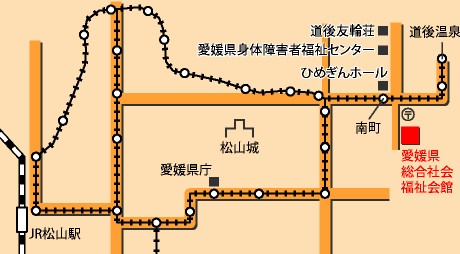 道後友輪荘
道後温泉
愛媛県身体障害者福祉センター
ひめぎんホール
南町
〒
松山城
愛媛県
総合社会
福祉会館
愛媛県庁
JR松山駅